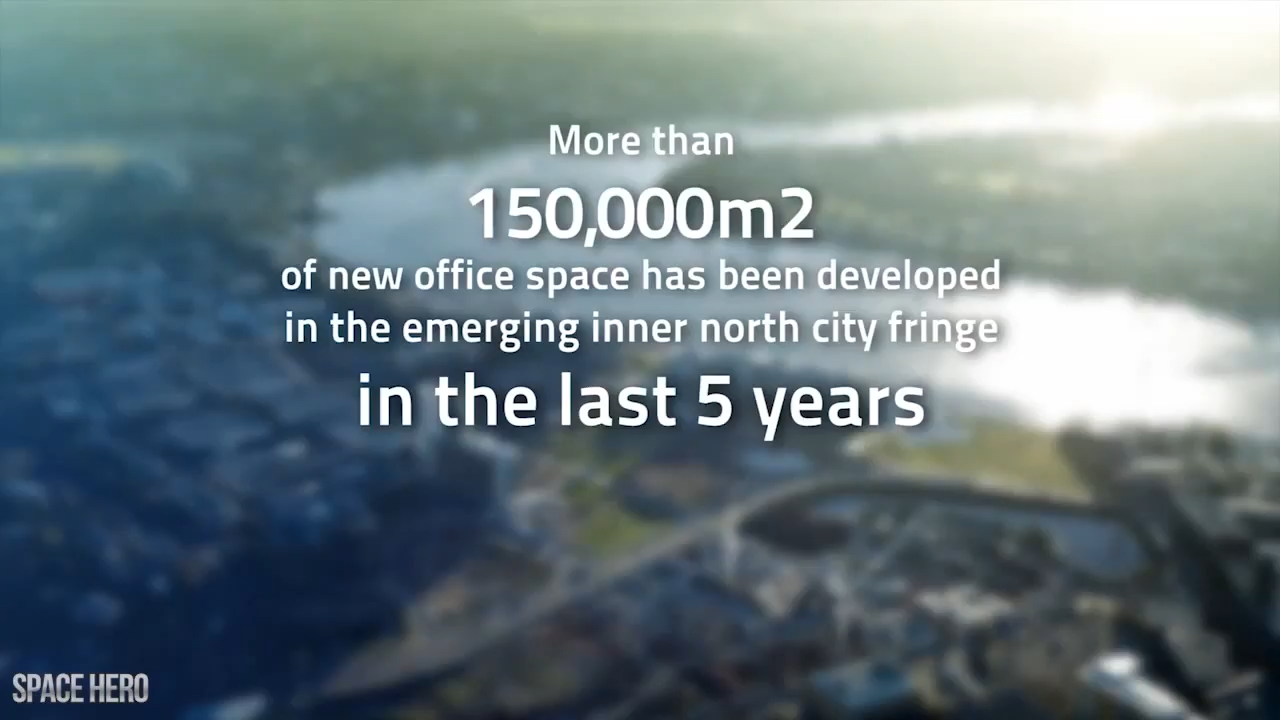 More than
150,000m2
of new office space has been developed
in the emerging inner north city fringe
in the last 5 years
SPACE HERO